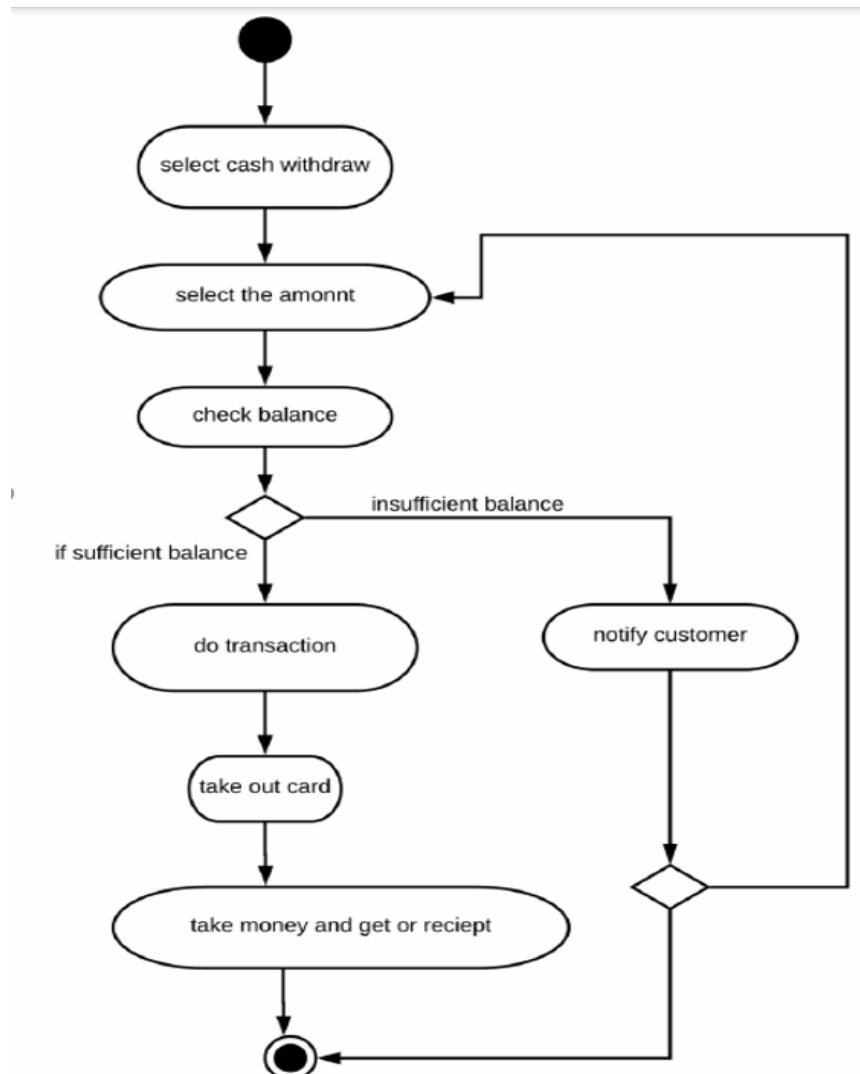 select cash withdraw
select the amonnt
check balance
insufficient balance
if sufficient balance
do transaction
notify customer
take out card
take money and get or reciept